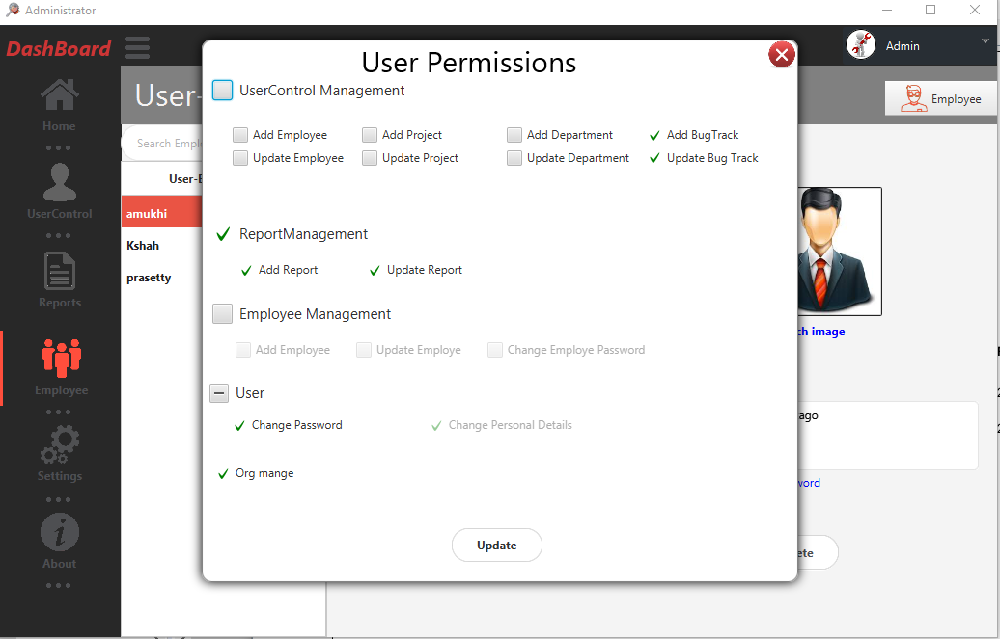 Administrator
DashBoard
Admin
User Permissions
User-
Employee
UserControl Management
Home
Add Employee
Add Project
Add Department
Add BugTrack
Search Empl
Update Employee
Update Project
Update Department
Update Bug Track
User-
UserControl
amukhi
Kshah
ReportManagement
prasetty
Add Report
Update Report
Reports
Employee Management
ch image
Add Employee
Update Employe
Change Employe Password
Employee
User
ago
Change Password
Change Personal Details
Settings
Org mange
word
Update
ete
About